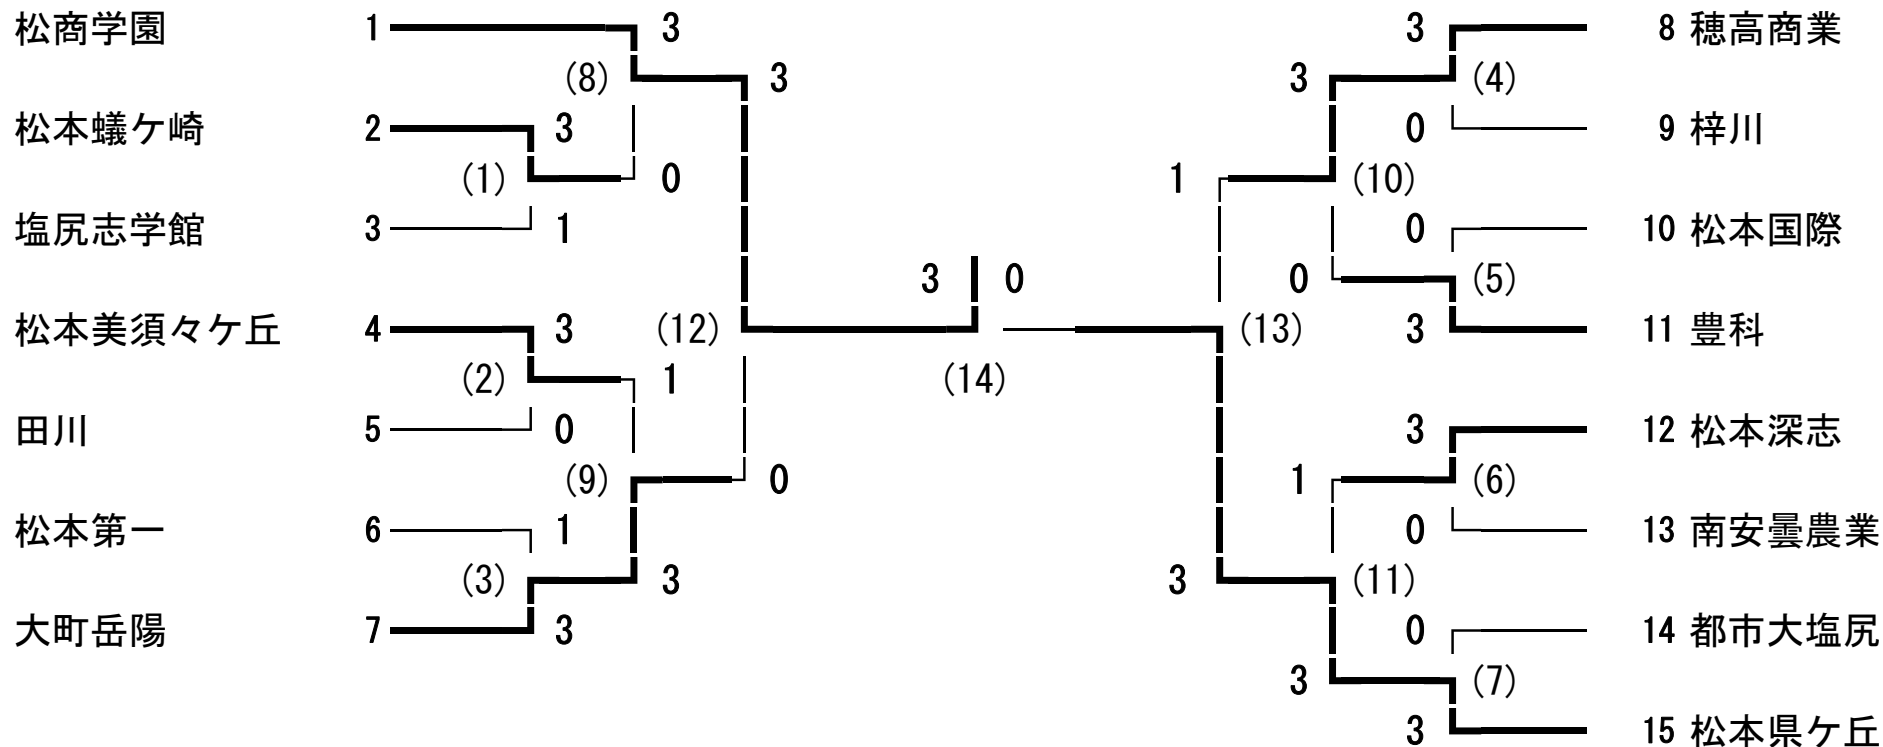 松商学園 1 3 3 8 穂高商業
(8) 3 3 (4)
松本蟻ケ崎 2 3 0 9 梓川
(1) 0 1 (10)
塩尻志学館 3 1 0 10 松本国際
3 0 0 (5)
松本美須々ケ丘 4 3 (12) (13) 3 11 豊科
(2) 1 (14)
田川 5 0 3 12 松本深志
(9) 0 1 (6)
松本第一 6 1 0 13 南安曇農業
(3) 3 3 (11)
大町岳陽 7 3 0 14 都市大塩尻
3 (7)
3 15 松本県ケ丘